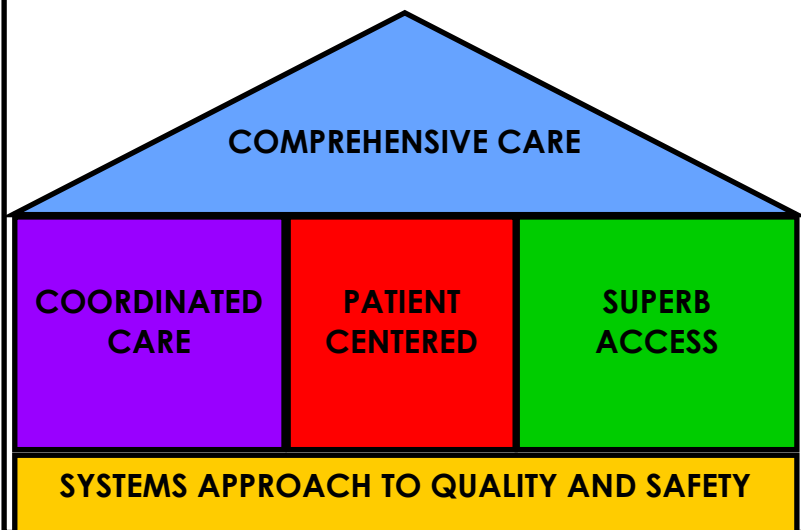 COMPREHENSIVE CARE
COORDINATED
CARE
PATIENT
CENTERED
SUPERB
ACCESS
SYSTEMS APPROACH TO QUALITY AND SAFETY